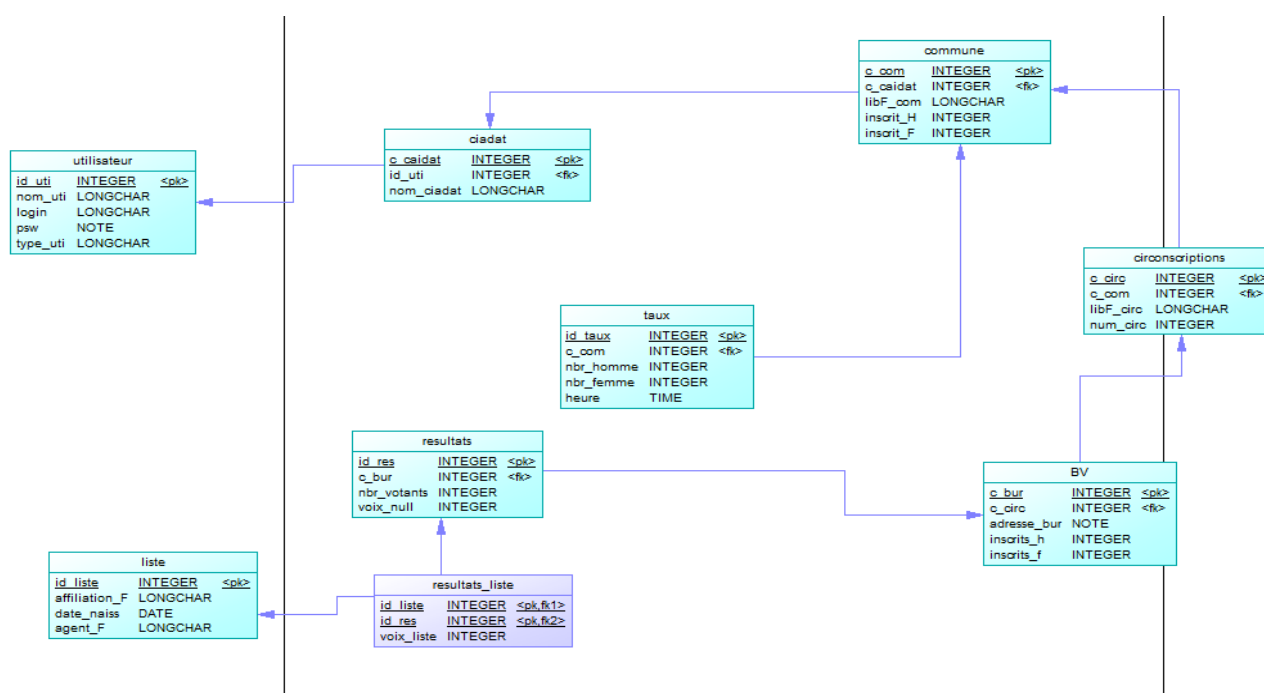 commune
c_com INTEGER <pk>
c_caidat INTEGER <fk>
libF_com LONGCHAR
inscrit_H INTEGER
inscrit_F INTEGER
ciadat
c_caidat INTEGER <pk>
id_uti INTEGER <fk>
nom_ciadat LONGCHAR
utilisateur
id_uti INTEGER <pk>
nom_uti LONGCHAR
login LONGCHAR
psw NOTE
type_uti LONGCHAR
circonscriptions
c_circ INTEGER <pk>
c_com INTEGER <fk>
libF_circ LONGCHAR
num_circ INTEGER
taux
id_taux INTEGER <pk>
c_com INTEGER <fk>
nbr_homme INTEGER
nbr_femme INTEGER
heure TIME
resultats
id_res INTEGER <pk>
c_bur INTEGER <fk>
nbr_votants INTEGER
voix_null INTEGER
BV
c_bur INTEGER <pk>
c_circ INTEGER <fk>
adresse_bur NOTE
inscrits_h INTEGER
inscrits_f INTEGER
liste
id_liste INTEGER <pk>
affiliation_F LONGCHAR
date_naiss DATE
agent_F LONGCHAR
resultats_liste
id_liste INTEGER <pk,fk1>
id_res INTEGER <pk,fk2>
voix_liste INTEGER